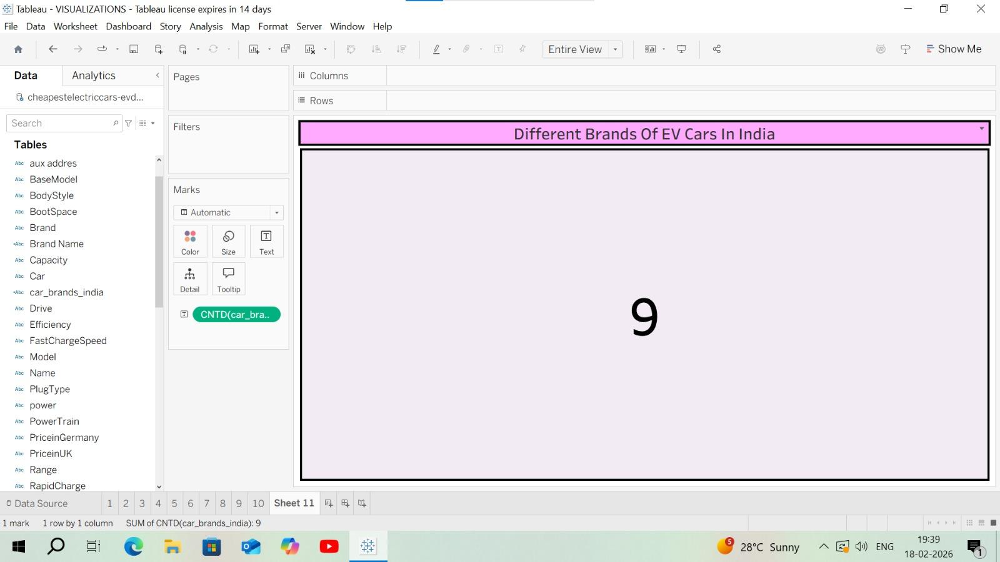 Tableau - VISUALIZATIONS - Tableau license expires in 14 days
File Data Worksheet Dashboard Story Analysis Map Format Server Window Help
Entire View
Show Me
Data Analytics
cheapestelectriccars-evd...
Search
Tables
Abc aux addres
Abc BaseModel
Abc BodyStyle
Abc BootSpace
Abc Brand
=Abc Brand Name
Abc Capacity
Abc Car
=Abc car_brands_india
Abc Drive
Abc Efficiency
Abc FastChargeSpeed
Abc Model
Abc Name
Abc PlugType
Abc power
Abc PowerTrain
Abc PriceinGermany
Abc PriceinUK
Abc Range
Abc RapidCharge
Pages
Filters
Marks
Automatic
Color Size Text
Detail Tooltip
CNTD(car_bra..
Columns
Rows
Different Brands Of EV Cars In India
9
Data Source 1 2 3 4 5 6 7 8 9 10 Sheet 11
1 mark 1 row by 1 column SUM of CNTD(car_brands_india): 9
5 28°C Sunny ENG 19:39
18-02-2026 1